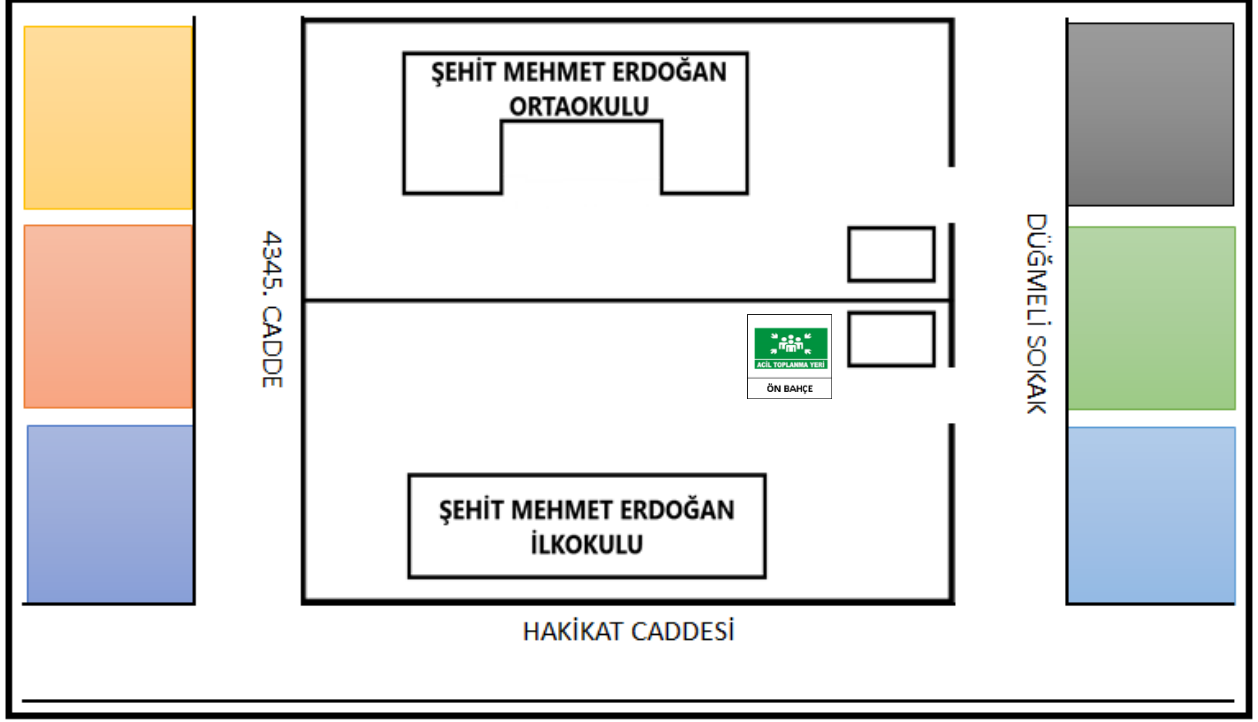 ŞEHİT MEHMET ERDOĞAN
ORTAOKULU
4345. CADDE
DÜĞMELİ SOKAK
ACİL TOPLANMA YERİ
ÖN BAHÇE
ŞEHİT MEHMET ERDOĞAN
İLKOKULU
HAKİKAT CADDESİ